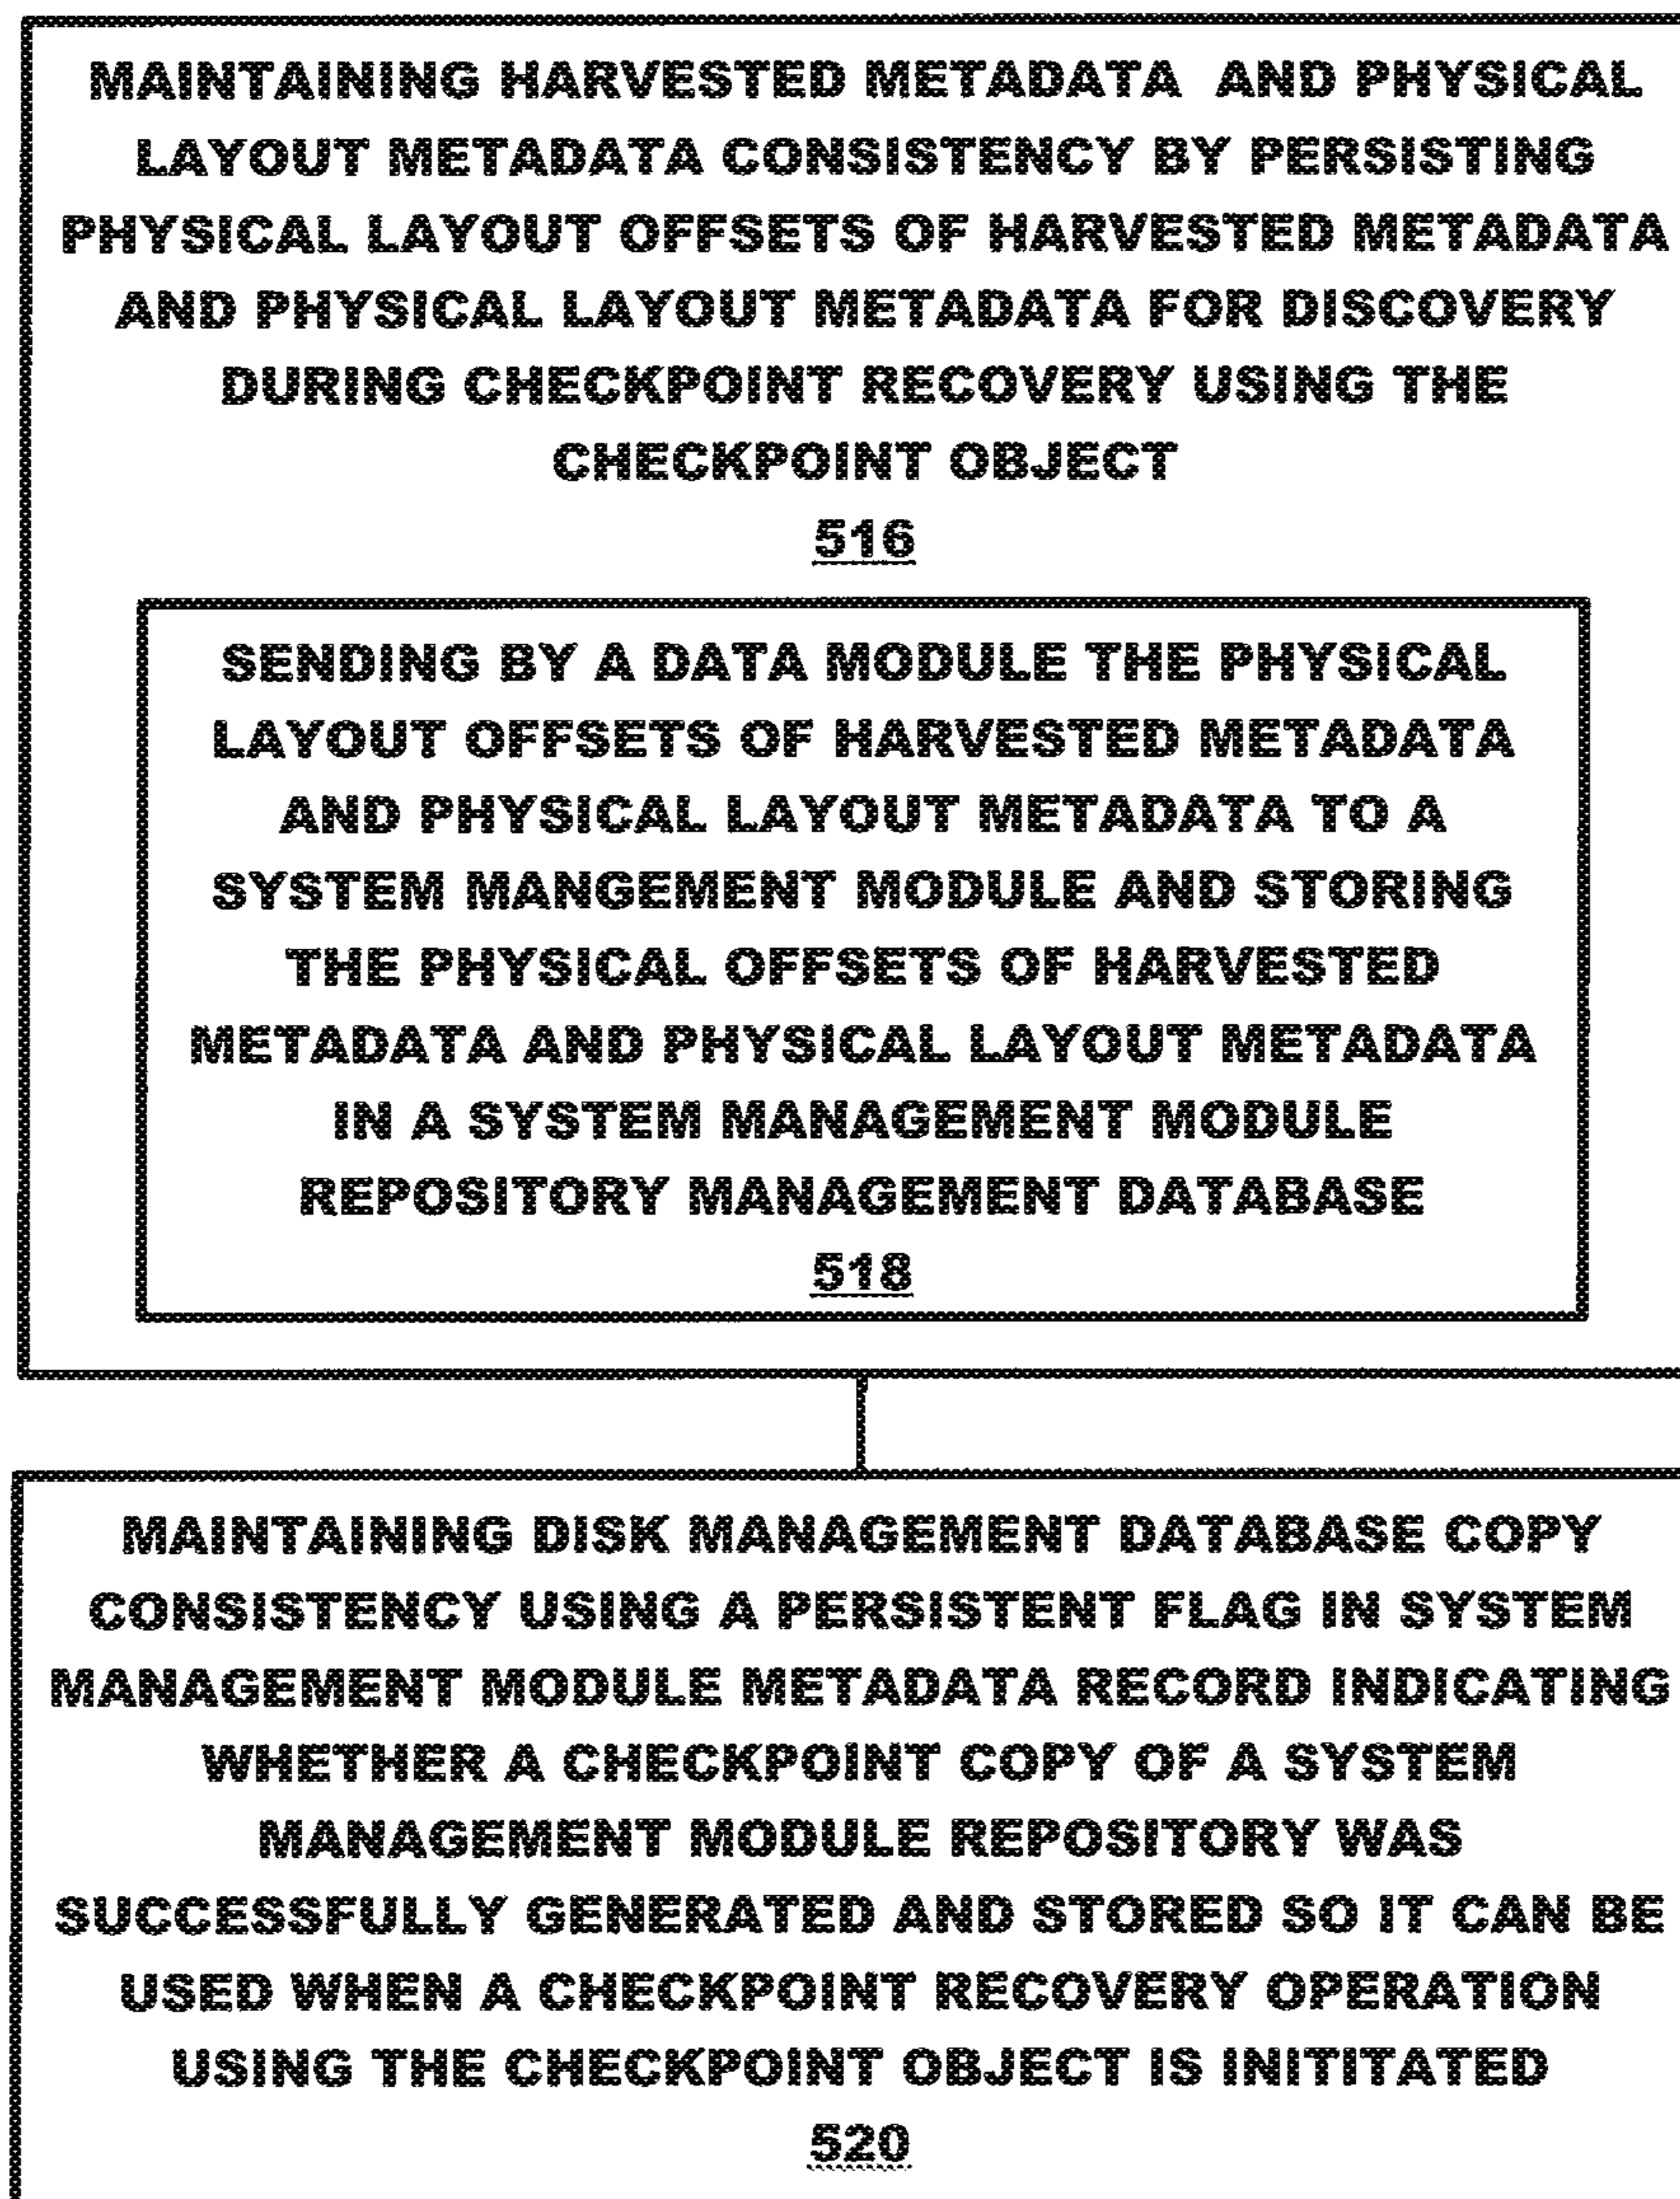 MAINTAINING HARVESTED METADATA AND PHYSICAL
LAYOUT METADATA CONSISTENCY BY PERSISTING
PHYSICAL LAYOUT OFFSETS OF HARVESTED METADATA
AND PHYSICAL LAYOUT METADATA FOR DISCOVERY
DURING CHECKPOINT RECOVERY USING THE
CHECKPOINT OBJECT
516
SENDING BY A DATA MODULE THE PHYSICAL
LAYOUT OFFSETS OF HARVESTED METADATA
AND PHYSICAL LAYOUT METADATA TO A
SYSTEM MANGEMENT MODULE AND STORING
THE PHYSICAL OFFSETS OF HARVESTED
METADATA AND PHYSICAL LAYOUT METADATA
IN A SYSTEM MANAGEMENT MODULE
REPOSITORY MANAGEMENT DATABASE
518
MAINTAINING DISK MANAGEMENT DATABASE COPY
CONSISTENCY USING A PERSISTENT FLAG IN SYSTEM
MANAGEMENT MODULE METADATA RECORD INDICATING
WHETHER A CHECKPOINT COPY OF A SYSTEM
MANAGEMENT MODULE REPOSITORY WAS
SUCCESSFULLY GENERATED AND STORED SO IT CAN BE
USED WHEN A CHECKPOINT RECOVERY OPERATION
USING THE CHECKPOINT OBJECT IS INITITATED
520